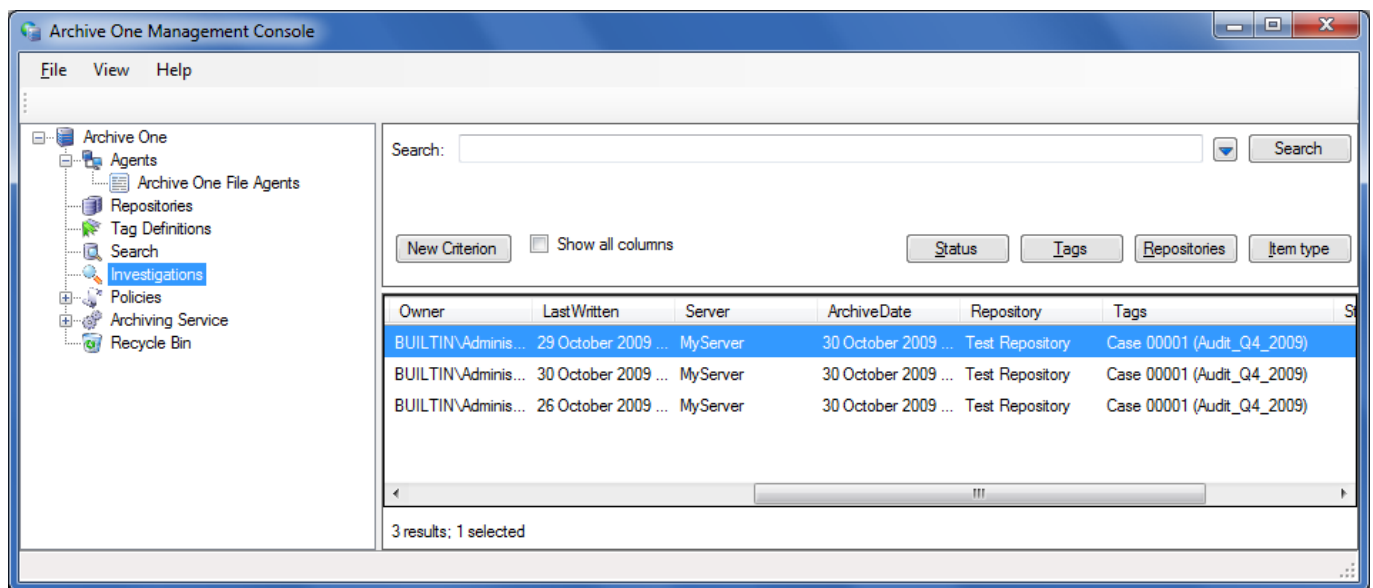 Archive One Management Console
File View Help
Archive One
Agents
Archive One File Agents
Repositories
Tag Definitions
Search
Investigations
Policies
Archiving Service
Recycle Bin
Search: Search
New Criterion Show all columns Status Tags Repositories Item type
Owner LastWritten Server ArchiveDate Repository Tags St
BUILTIN\Adminis... 29 October 2009 ... MyServer 30 October 2009 ... Test Repository Case 00001 (Audit_Q4_2009)
BUILTIN\Adminis... 30 October 2009 ... MyServer 30 October 2009 ... Test Repository Case 00001 (Audit_Q4_2009)
BUILTIN\Adminis... 26 October 2009 ... MyServer 30 October 2009 ... Test Repository Case 00001 (Audit_Q4_2009)
3 results; 1 selected